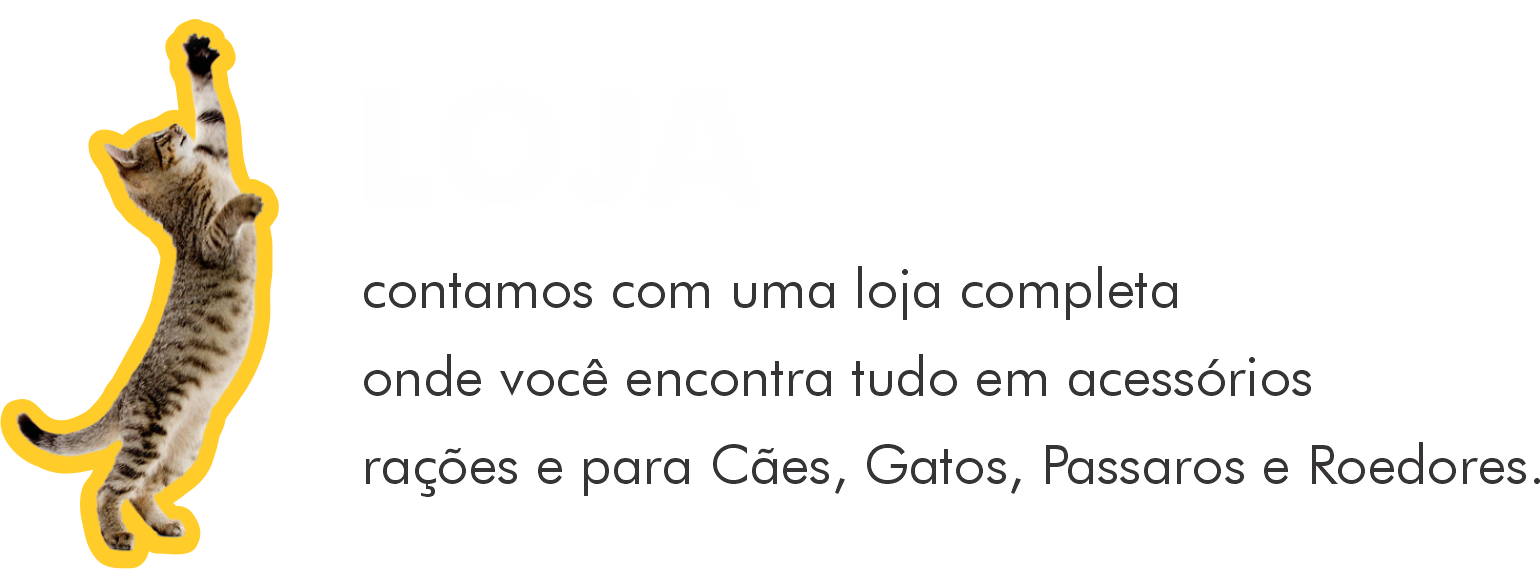 LOJA
contamos com uma loja completa
onde você encontra tudo em acessórios
rações e para Cães, Gatos, Passaros e Roedores.